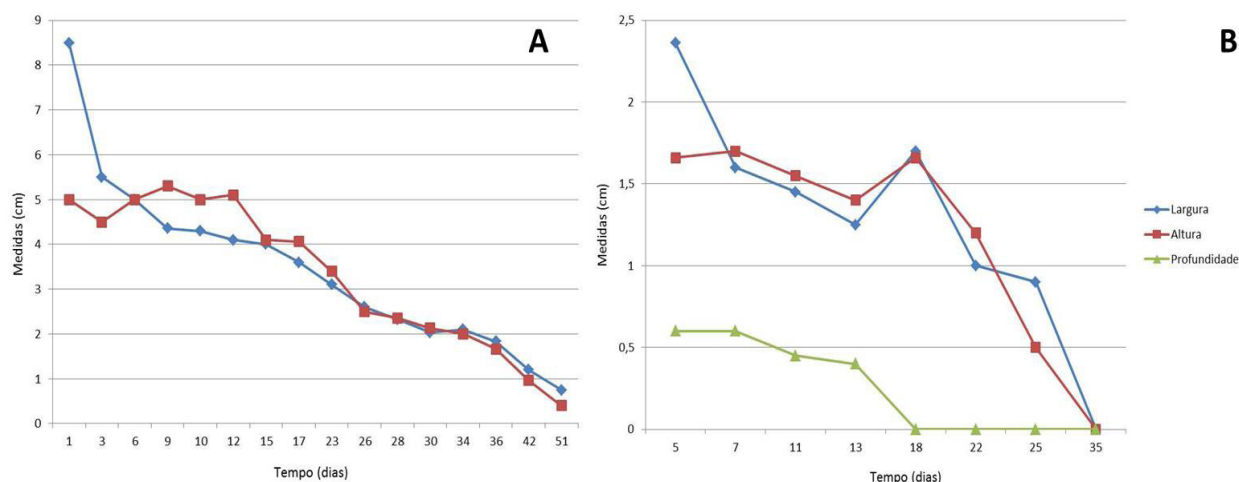 A
9
8
7
6
5
4
3
2
1
0
Medidas (cm)
1 3 6 9 10 12 15 17 23 26 28 30 34 36 42 51
Tempo (dias)
B
2,5
2
1,5
1
0,5
0
Medidas (cm)
5 7 11 13 18 22 25 35
Tempo (dias)
Largura
Altura
Profundidade